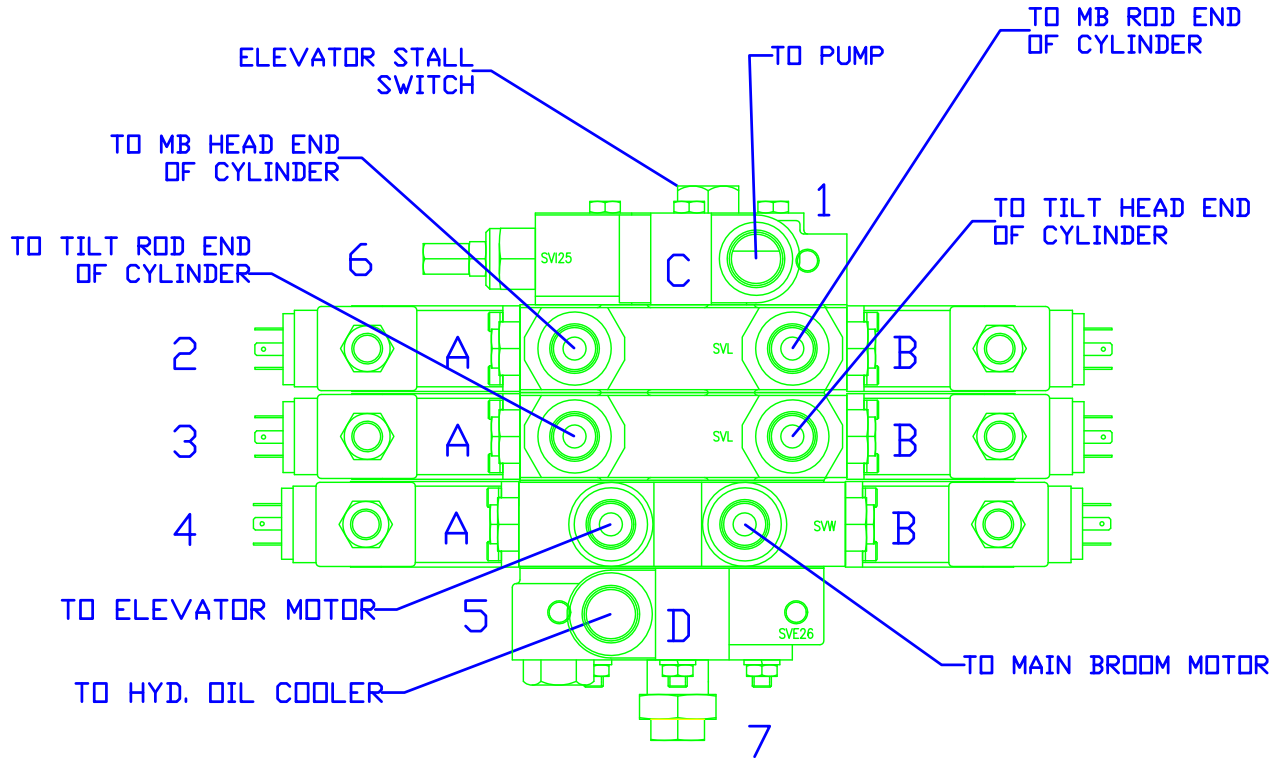 TO MB ROD END
OF CYLINDER
ELEVATOR STALL
SWITCH
TO PUMP
TO MB HEAD END
OF CYLINDER
1
TO TILT HEAD END
OF CYLINDER
TO TILT ROD END
OF CYLINDER
6
SVI25
C
2
A
SVL
B
3
A
SVL
B
4
A
SVW
B
TO ELEVATOR MOTOR
5
D
SVE26
TO MAIN BROOM MOTOR
TO HYD. OIL COOLER
7